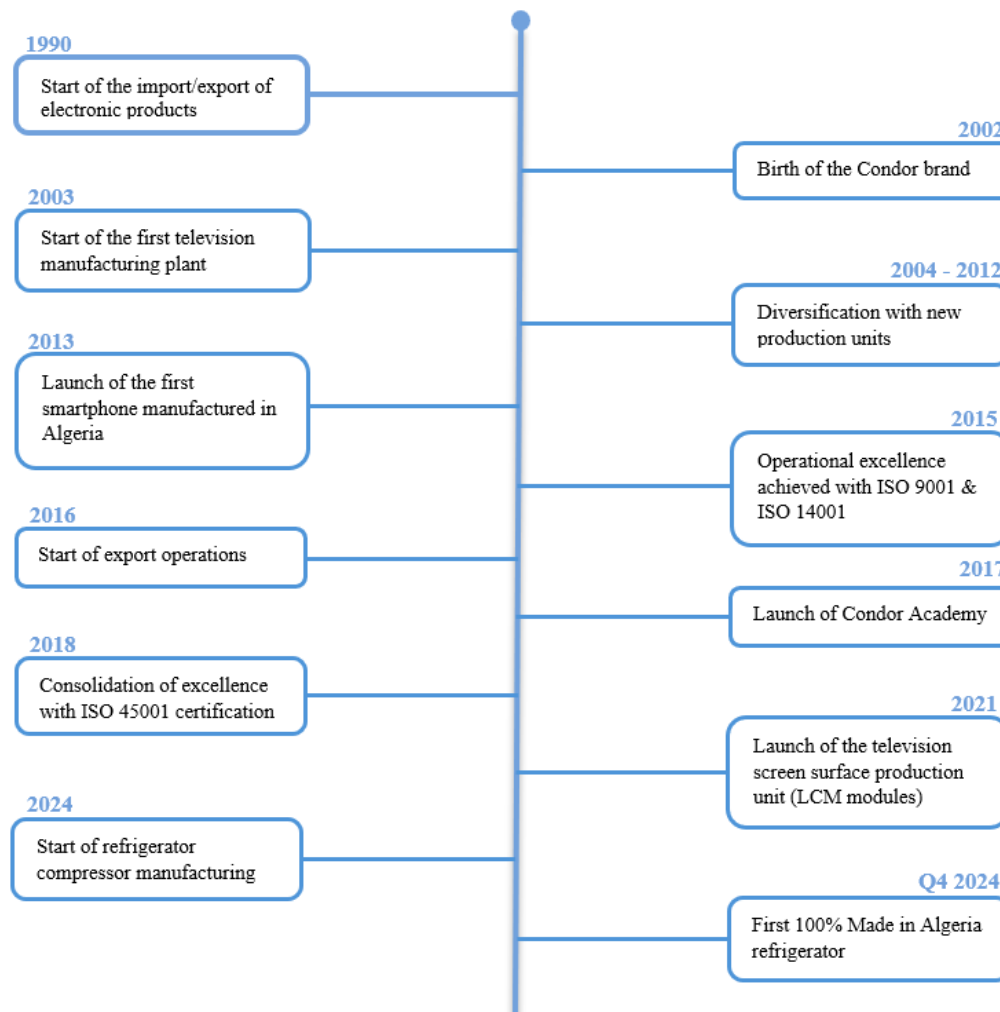 1990
Start of the import/export of
electronic products
2002
Birth of the Condor brand
2003
Start of the first television
manufacturing plant
2004 - 2012
Diversification with new
production units
2013
Launch of the first
smartphone manufactured in
Algeria
2015
Operational excellence
achieved with ISO 9001 &
ISO 14001
2016
Start of export operations
2017
Launch of Condor Academy
2018
Consolidation of excellence
with ISO 45001 certification
2021
Launch of the television
screen surface production
unit (LCM modules)
2024
Start of refrigerator
compressor manufacturing
Q4 2024
First 100% Made in Algeria
refrigerator